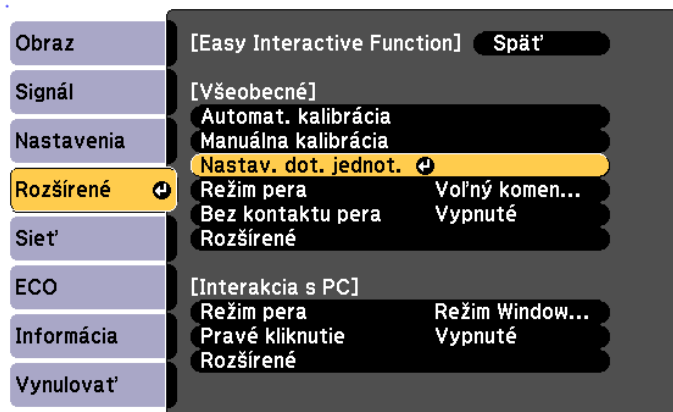 Obraz
Signál
Nastavenia
Rozšírené
Sieť
ECO
Informácia
Vynulovať
[Easy Interactive Function] Späť
[Všeobecné]
Automat. kalibrácia
Manuálna kalibrácia
Nastav. dot. jednot.
Režim pera Voľný komen...
Bez kontaktu pera Vypnuté
Rozšírené
[Interakcia s PC]
Režim pera Režim Window...
Pravé kliknutie Vypnuté
Rozšírené